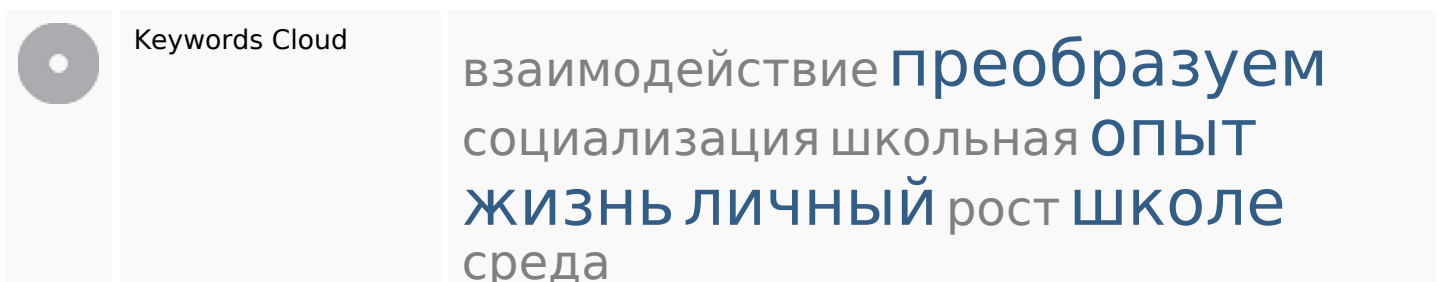 Keywords Cloud
взаимодействие преобразуем
социализация школьная опыт
жизнь личный рост школе
среда